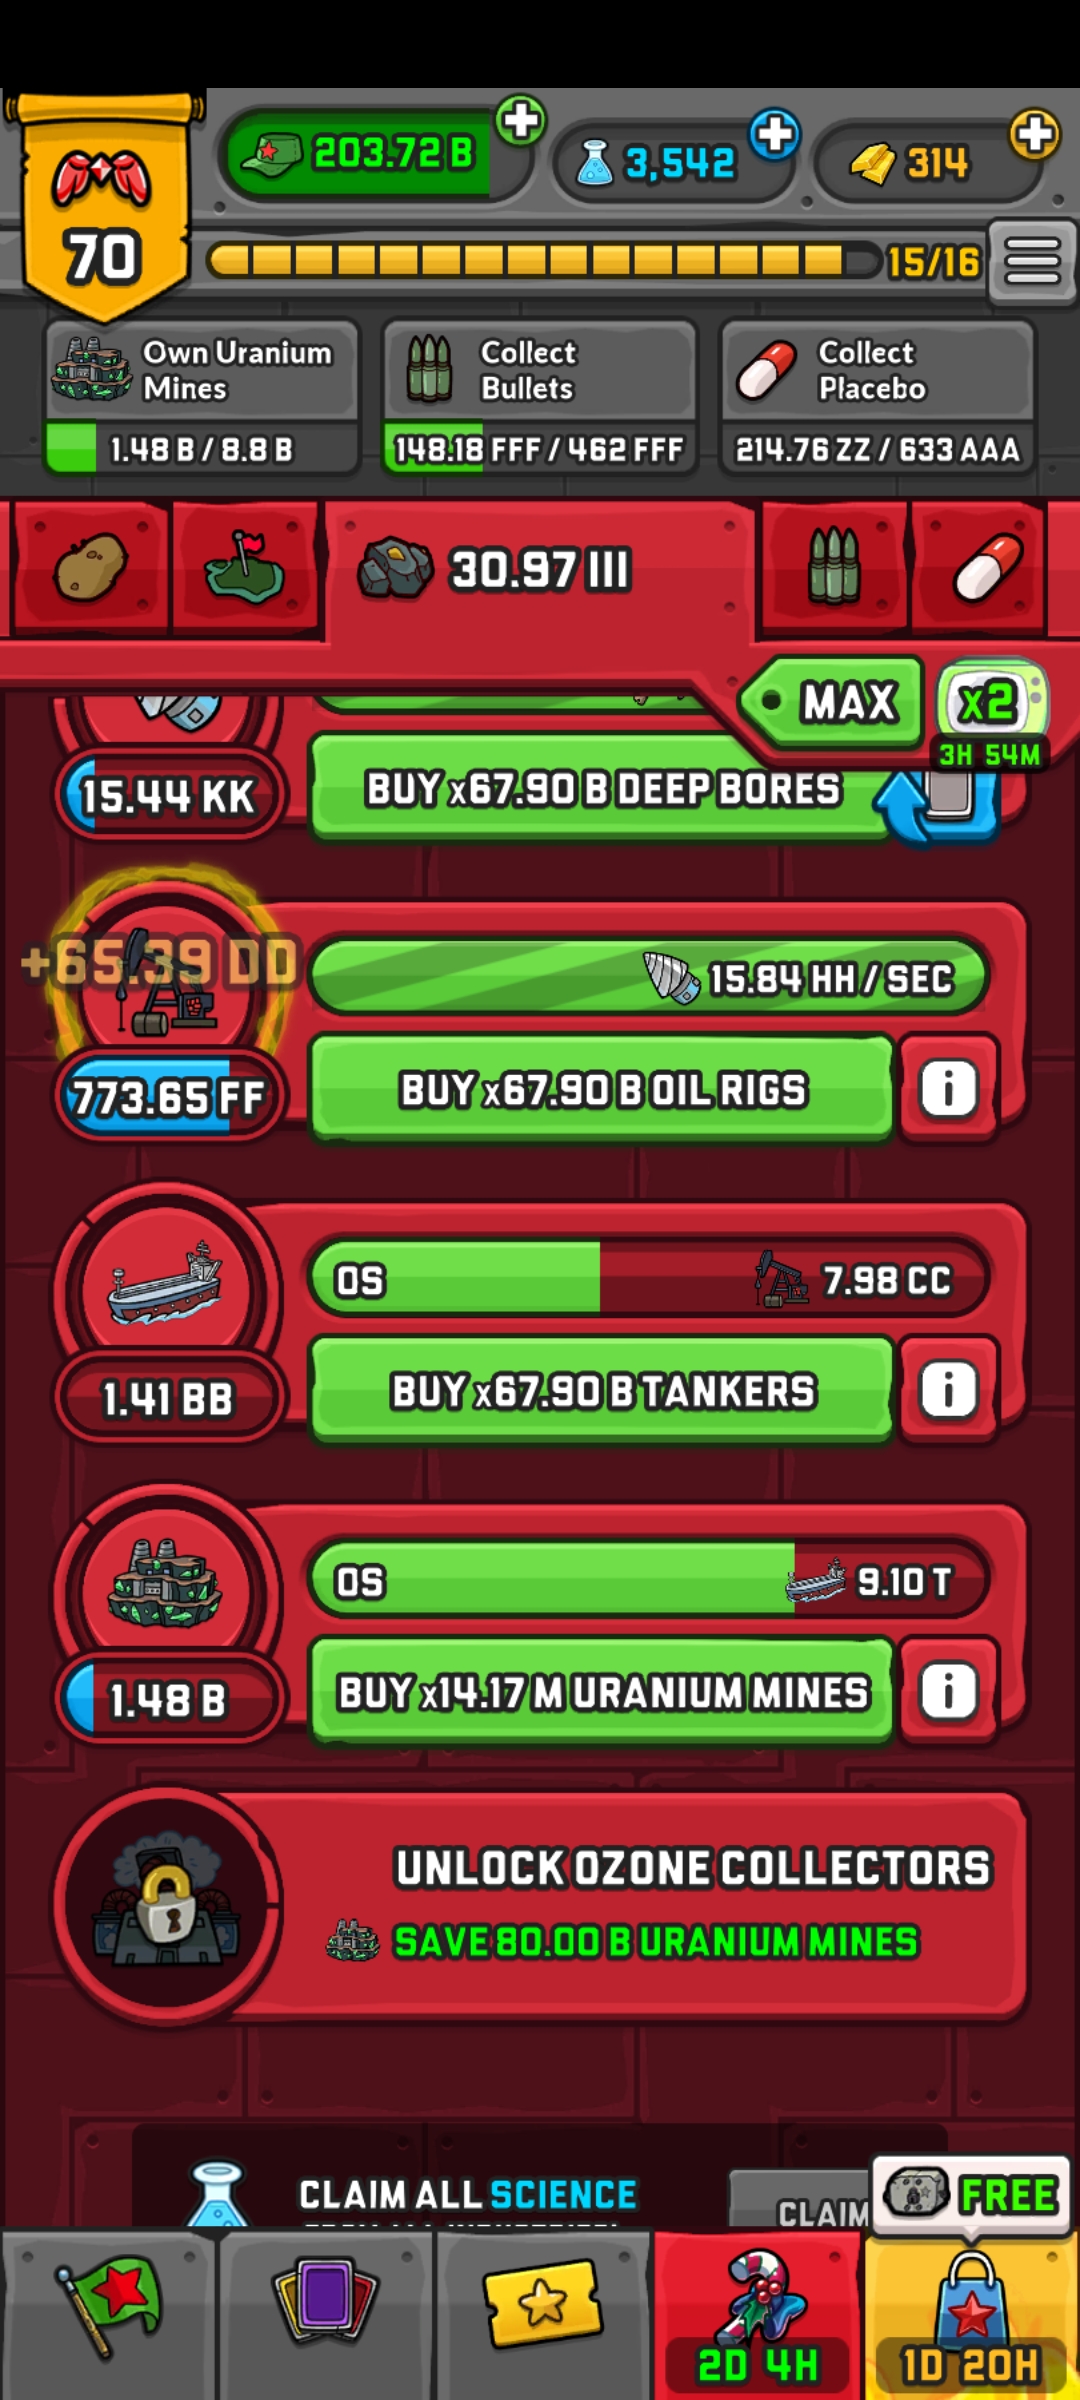 203.72 B
3,542
314
70
15/16
Own Uranium
Mines
1.48 B / 8.8 B
Collect
Bullets
148.18 FFF / 462 FFF
Collect
Placebo
214.76 ZZ / 633 AAA
30.97 III
MAX
x2
3H 54M
15.44 KK
BUY x67.90 B DEEP BORES
+65.39 DD
15.84 HH / SEC
773.65 FF
BUY x67.90 B OIL RIGS
i
0S
7.98 CC
1.41 BB
BUY x67.90 B TANKERS
i
0S
9.10 T
1.48 B
BUY x14.17 M URANIUM MINES
i
UNLOCK OZONE COLLECTORS
SAVE 80.00 B URANIUM MINES
CLAIM ALL SCIENCE
CLAIM
FREE
2D 4H
1D 20H